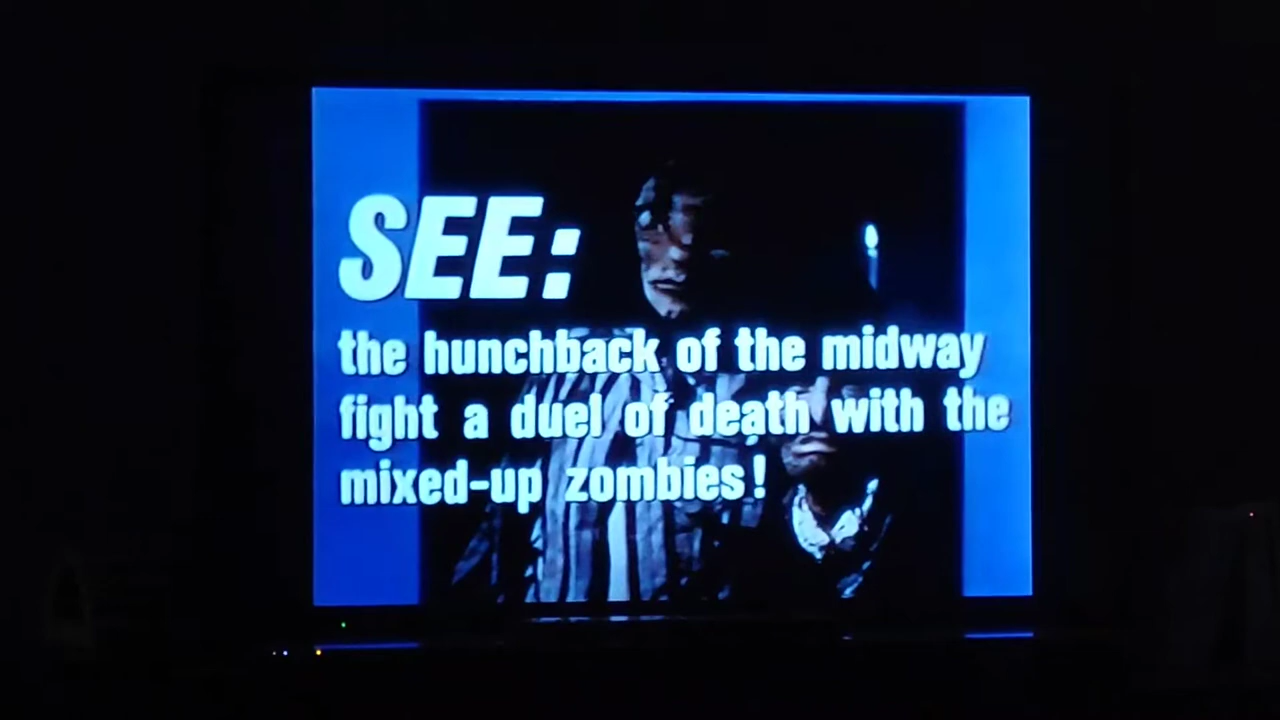 SEE:
the hunchback of the midway
fight a duel of death with the
mixed-up zombies!